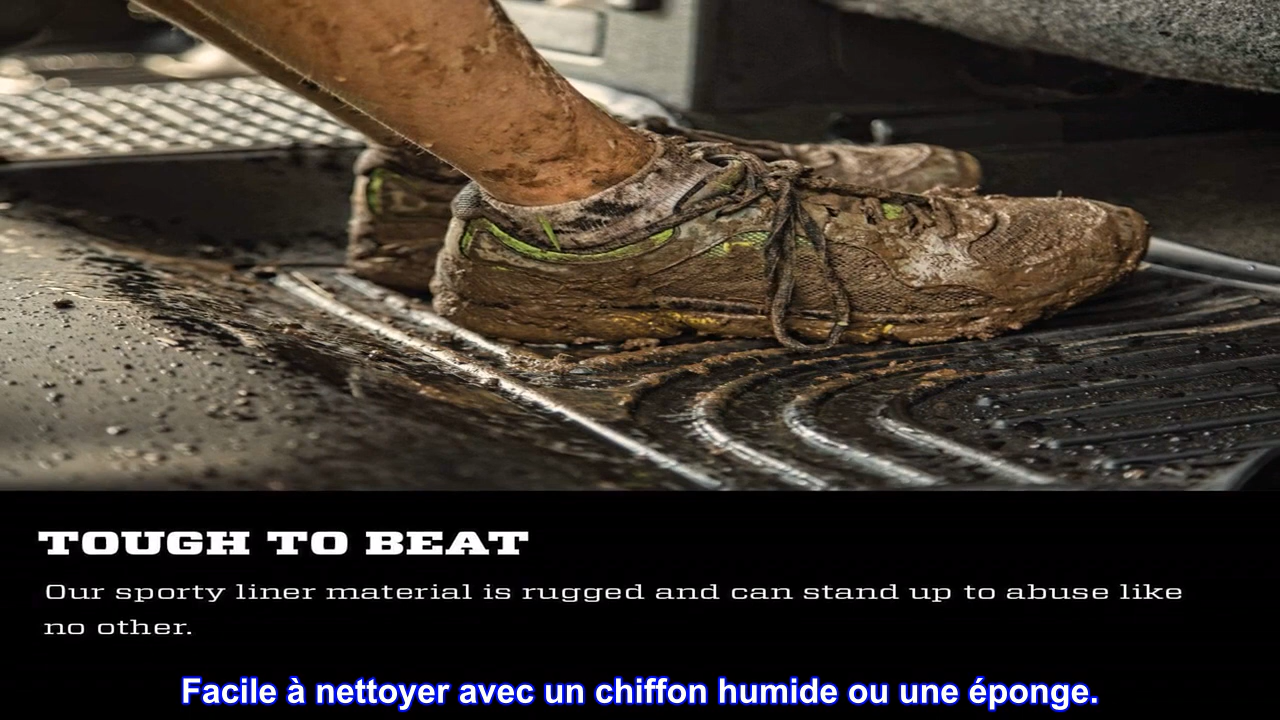 TOUGH TO BEAT
Our sporty liner material is rugged and can stand up to abuse like
no other.
Facile à nettoyer avec un chiffon humide ou une éponge.